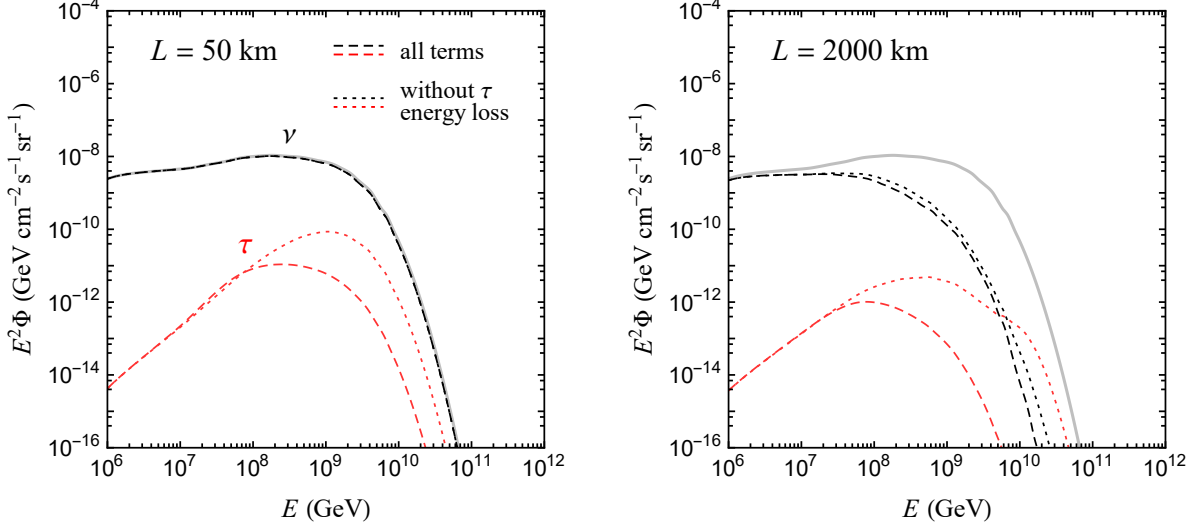 L = 50 km
all terms
without τ
energy loss
ν
τ
10⁻⁴
10⁻⁶
10⁻⁸
10⁻¹⁰
10⁻¹²
10⁻¹⁴
10⁻¹⁶
E²Φ (GeV cm⁻² s⁻¹ sr⁻¹)
10⁶ 10⁷ 10⁸ 10⁹ 10¹⁰ 10¹¹ 10¹²
E (GeV)
L = 2000 km
10⁻⁴
10⁻⁶
10⁻⁸
10⁻¹⁰
10⁻¹²
10⁻¹⁴
10⁻¹⁶
E²Φ (GeV cm⁻² s⁻¹ sr⁻¹)
10⁶ 10⁷ 10⁸ 10⁹ 10¹⁰ 10¹¹ 10¹²
E (GeV)